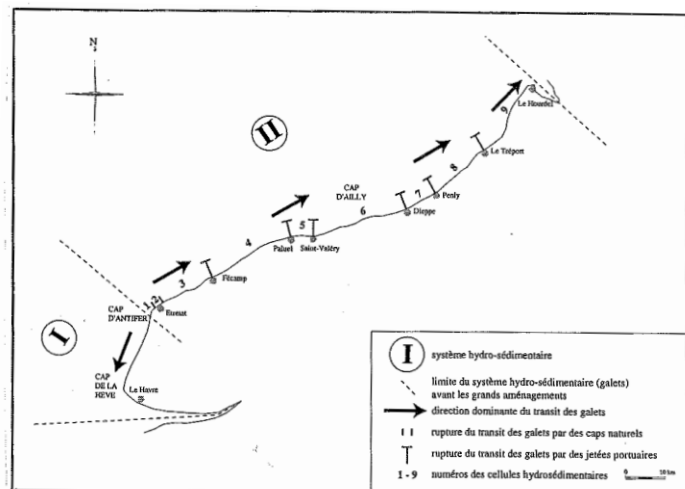 N
II
Le Hourdel
9
Le Tréport
8
CAP
D'AILLY
7
Penly
Dieppe
6
5
Paluel
Saint-Valéry
4
Fécamp
3
1
2
Etretat
CAP
D'ANTIFER
I
CAP
DE LA
HEVE
Le Havre
I
système hydro-sédimentaire
limite du système hydro-sédimentaire (galets)
avant les grands aménagements
direction dominante du transit des galets
rupture du transit des galets par des caps naturels
rupture du transit des galets par des jetées portuaires
1 - 9
numéros des cellules hydrosédimentaires
0
10 km